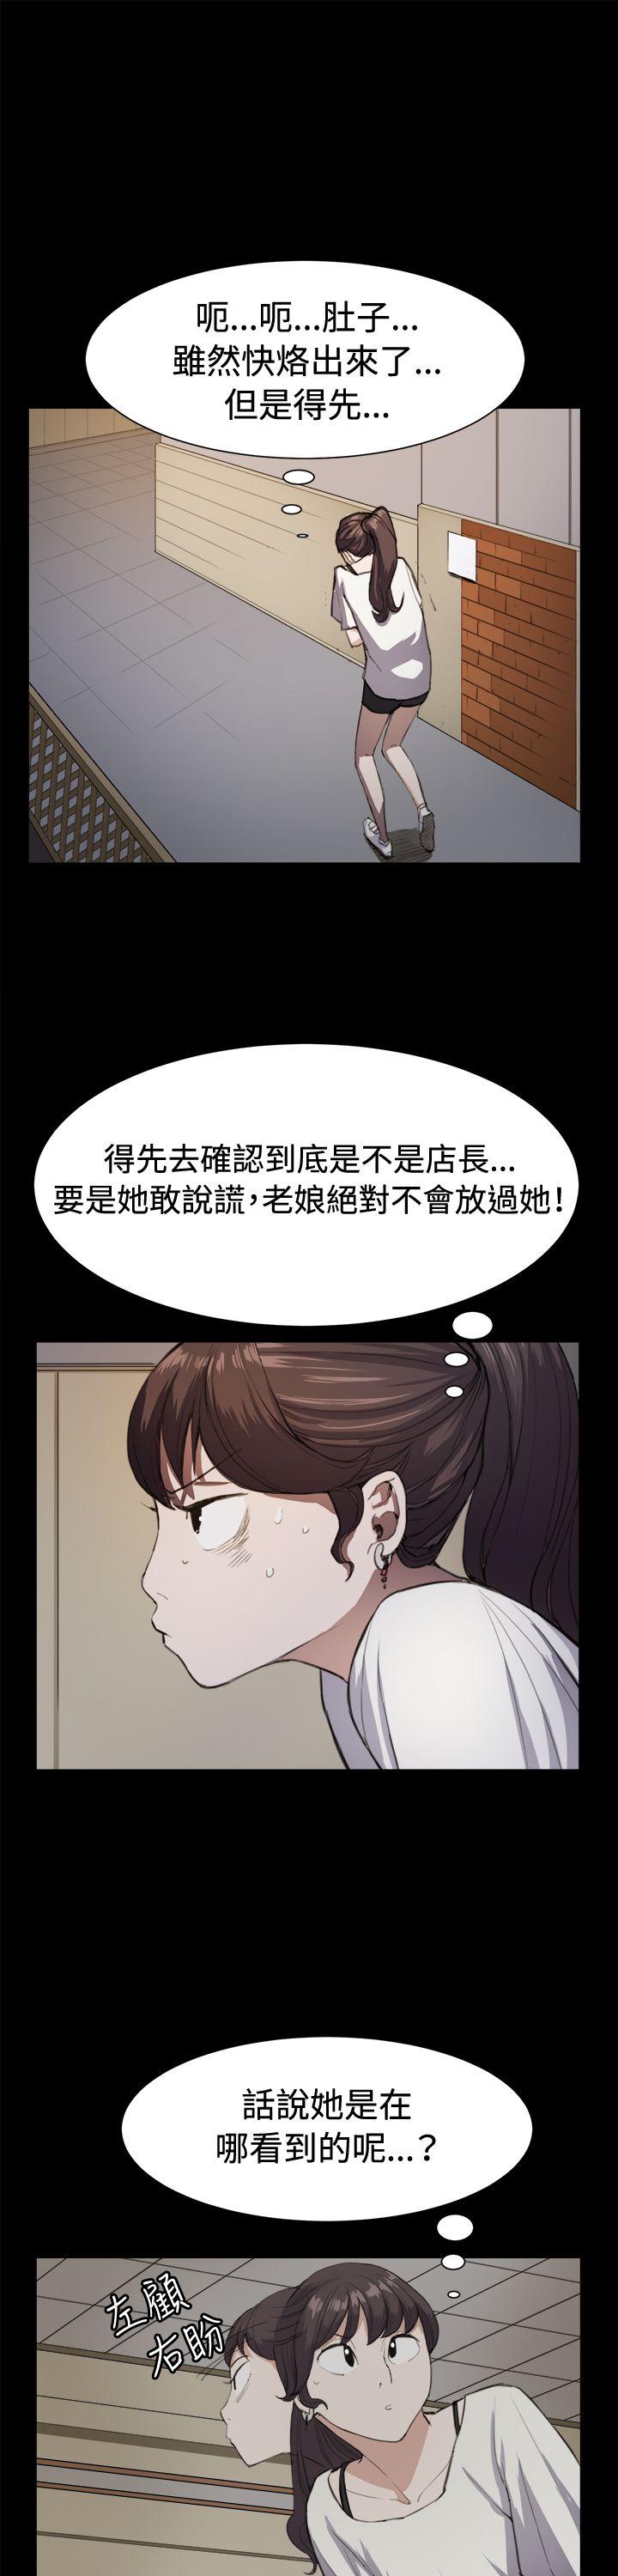 呃...呃...肚子...
雖然快烙出來了...
但是得先...
得先去確認到底是不是店長...
要是她敢說謊,老娘絕對不會放過她!
話說她是在
哪看到的呢...?
左顧
右盼